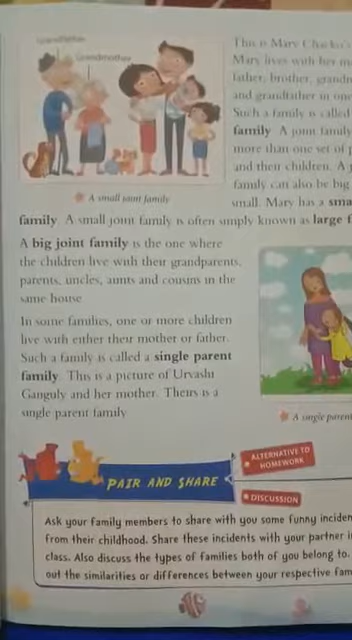 Grandfather
Grandmother
This is Mary Chacko's
Mary lives with her
father, brother,
and grandfather in one
Such a family is called
family. A joint family
more than one set of
and their children. A
family can also be big
small. Mary has a
A small joint family
family. A small joint family is often simply known as large
A big joint family is the one where
the children live with their grandparents,
parents, uncles, aunts and cousins in the
same house.
In some families, one or more children
live with either their mother or father.
Such a family is called a single parent
family. This is a picture of Urvashi
Ganguly and her mother. Theirs is a
single parent family
A single
PAIR AND SHARE
ALTERNATIVE TO
HOMEWORK
DISCUSSION
Ask your family members to share with you some funny
from their childhood. Share these incidents with your partner
class. Also discuss the types of families both of you belong to.
out the similarities or differences between your respective